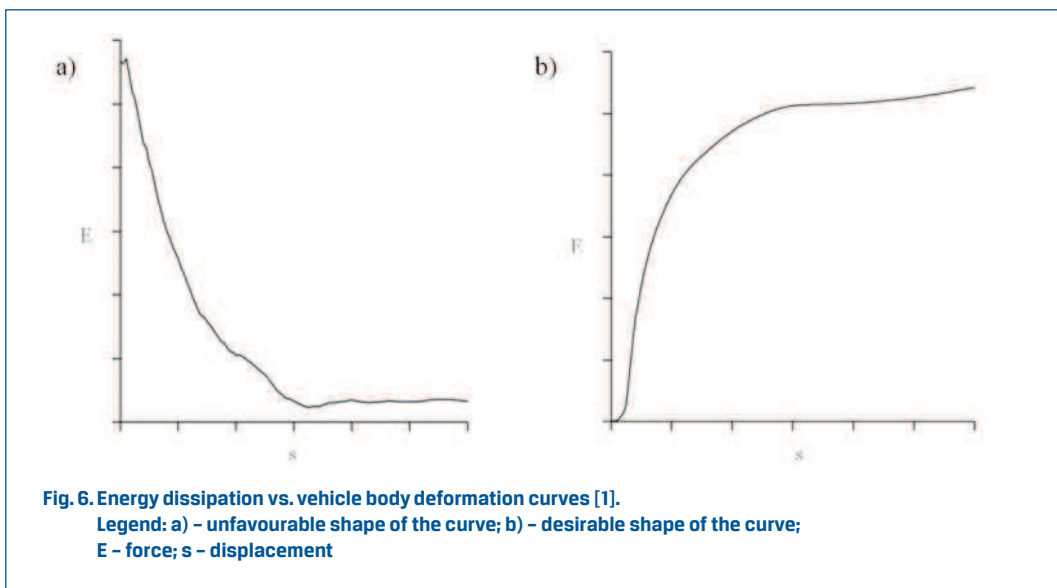 a)
b)
E
E
s
s
Fig. 6. Energy dissipation vs. vehicle body deformation curves [1].
Legend: a) – unfavourable shape of the curve; b) – desirable shape of the curve;
E – force; s – displacement